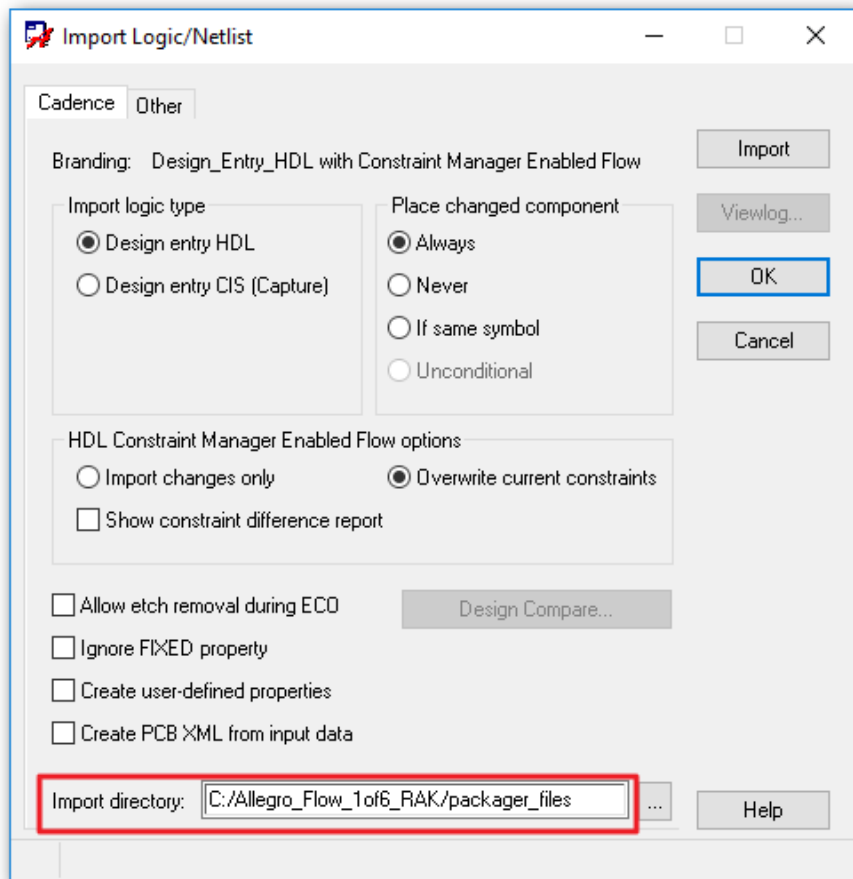 Import Logic/Netlist
Cadence
Other
Branding: Design_Entry_HDL with Constraint Manager Enabled Flow
Import logic type
Design entry HDL
Design entry CIS (Capture)
Place changed component
Always
Never
If same symbol
Unconditional
Import
Viewlog...
OK
Cancel
HDL Constraint Manager Enabled Flow options
Import changes only
Overwrite current constraints
Show constraint difference report
Allow etch removal during ECO
Design Compare...
Ignore FIXED property
Create user-defined properties
Create PCB XML from input data
Import directory: C:/Allegro_Flow_1of6_RAK/packager_files
...
Help